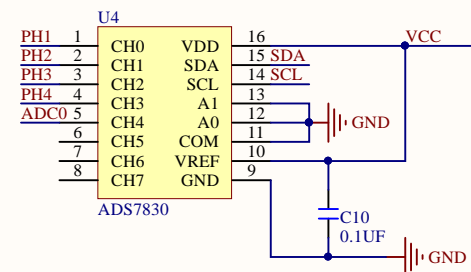 U4
PH1 1 CH0 VDD 16 VCC
PH2 2 CH1 SDA 15 SDA
PH3 3 CH2 SCL 14 SCL
PH4 4 CH3 A1 13
ADC0 5 CH4 A0 12 GND
6 CH5 COM 11
7 CH6 VREF 10
8 CH7 GND 9
ADS7830
C10
0.1UF
GND